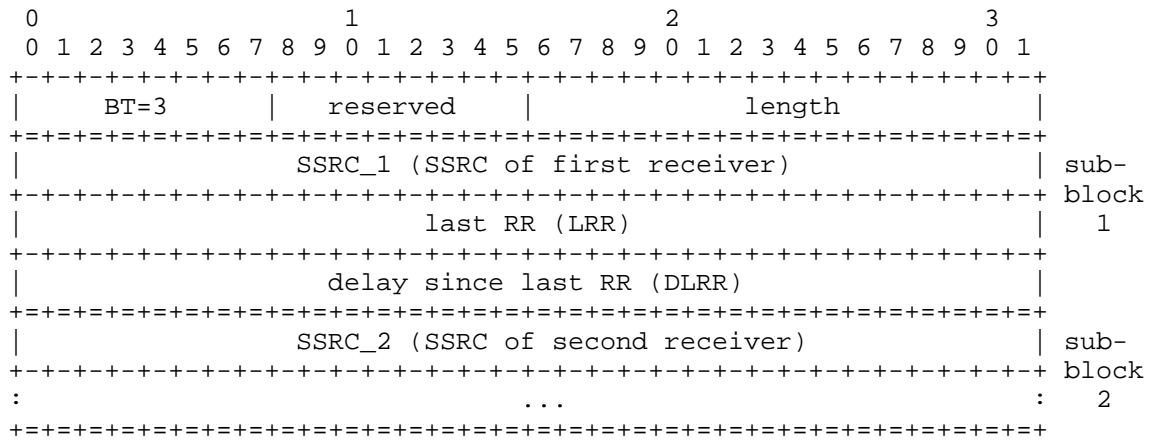 0                   1                   2                   3
 0 1 2 3 4 5 6 7 8 9 0 1 2 3 4 5 6 7 8 9 0 1 2 3 4 5 6 7 8 9 0 1
+-+-+-+-+-+-+-+-+-+-+-+-+-+-+-+-+-+-+-+-+-+-+-+-+-+-+-+-+-+-+-+-+
|     BT=3      |   reserved    |             length            |
+=+=+=+=+=+=+=+=+=+=+=+=+=+=+=+=+=+=+=+=+=+=+=+=+=+=+=+=+=+=+=+=+
|                 SSRC_1 (SSRC of first receiver)               | sub-
+-+-+-+-+-+-+-+-+-+-+-+-+-+-+-+-+-+-+-+-+-+-+-+-+-+-+-+-+-+-+-+-+ block
|                         last RR (LRR)                         |   1
+-+-+-+-+-+-+-+-+-+-+-+-+-+-+-+-+-+-+-+-+-+-+-+-+-+-+-+-+-+-+-+-+
|                   delay since last RR (DLRR)                  |
+=+=+=+=+=+=+=+=+=+=+=+=+=+=+=+=+=+=+=+=+=+=+=+=+=+=+=+=+=+=+=+=+
|                 SSRC_2 (SSRC of second receiver)              | sub-
+-+-+-+-+-+-+-+-+-+-+-+-+-+-+-+-+-+-+-+-+-+-+-+-+-+-+-+-+-+-+-+-+ block
:                               ...                             :   2
+=+=+=+=+=+=+=+=+=+=+=+=+=+=+=+=+=+=+=+=+=+=+=+=+=+=+=+=+=+=+=+=+